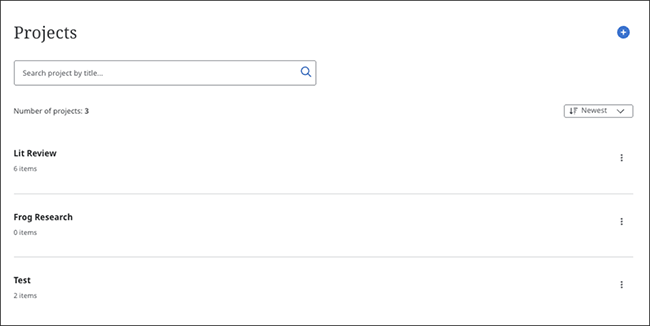 Projects
Search project by title...
Number of projects: 3
Newest
Lit Review
6 items
Frog Research
0 items
Test
2 items